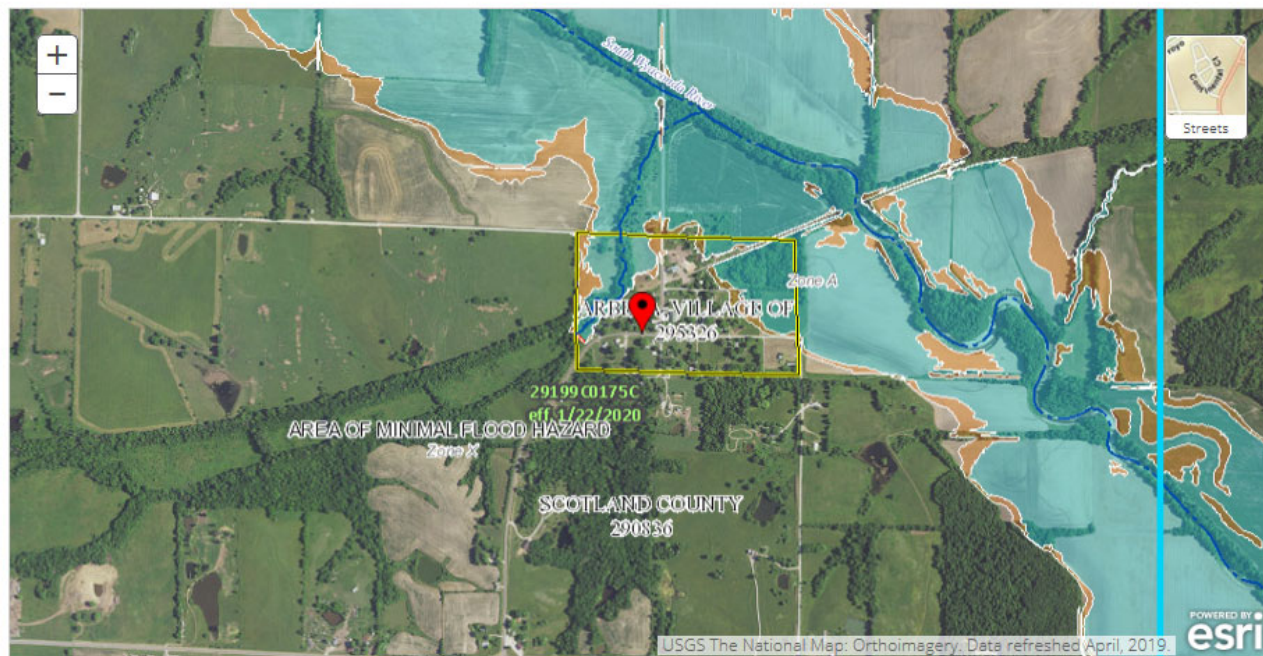 +
−
South Wyaconda River
Streets
Zone A
VILLAGE OF
295326
29199C0175C
eff. 1/22/2020
AREA OF MINIMAL FLOOD HAZARD
Zone X
SCOTLAND COUNTY
290836
USGS The National Map: Orthoimagery. Data refreshed April, 2019.
POWERED BY
esri